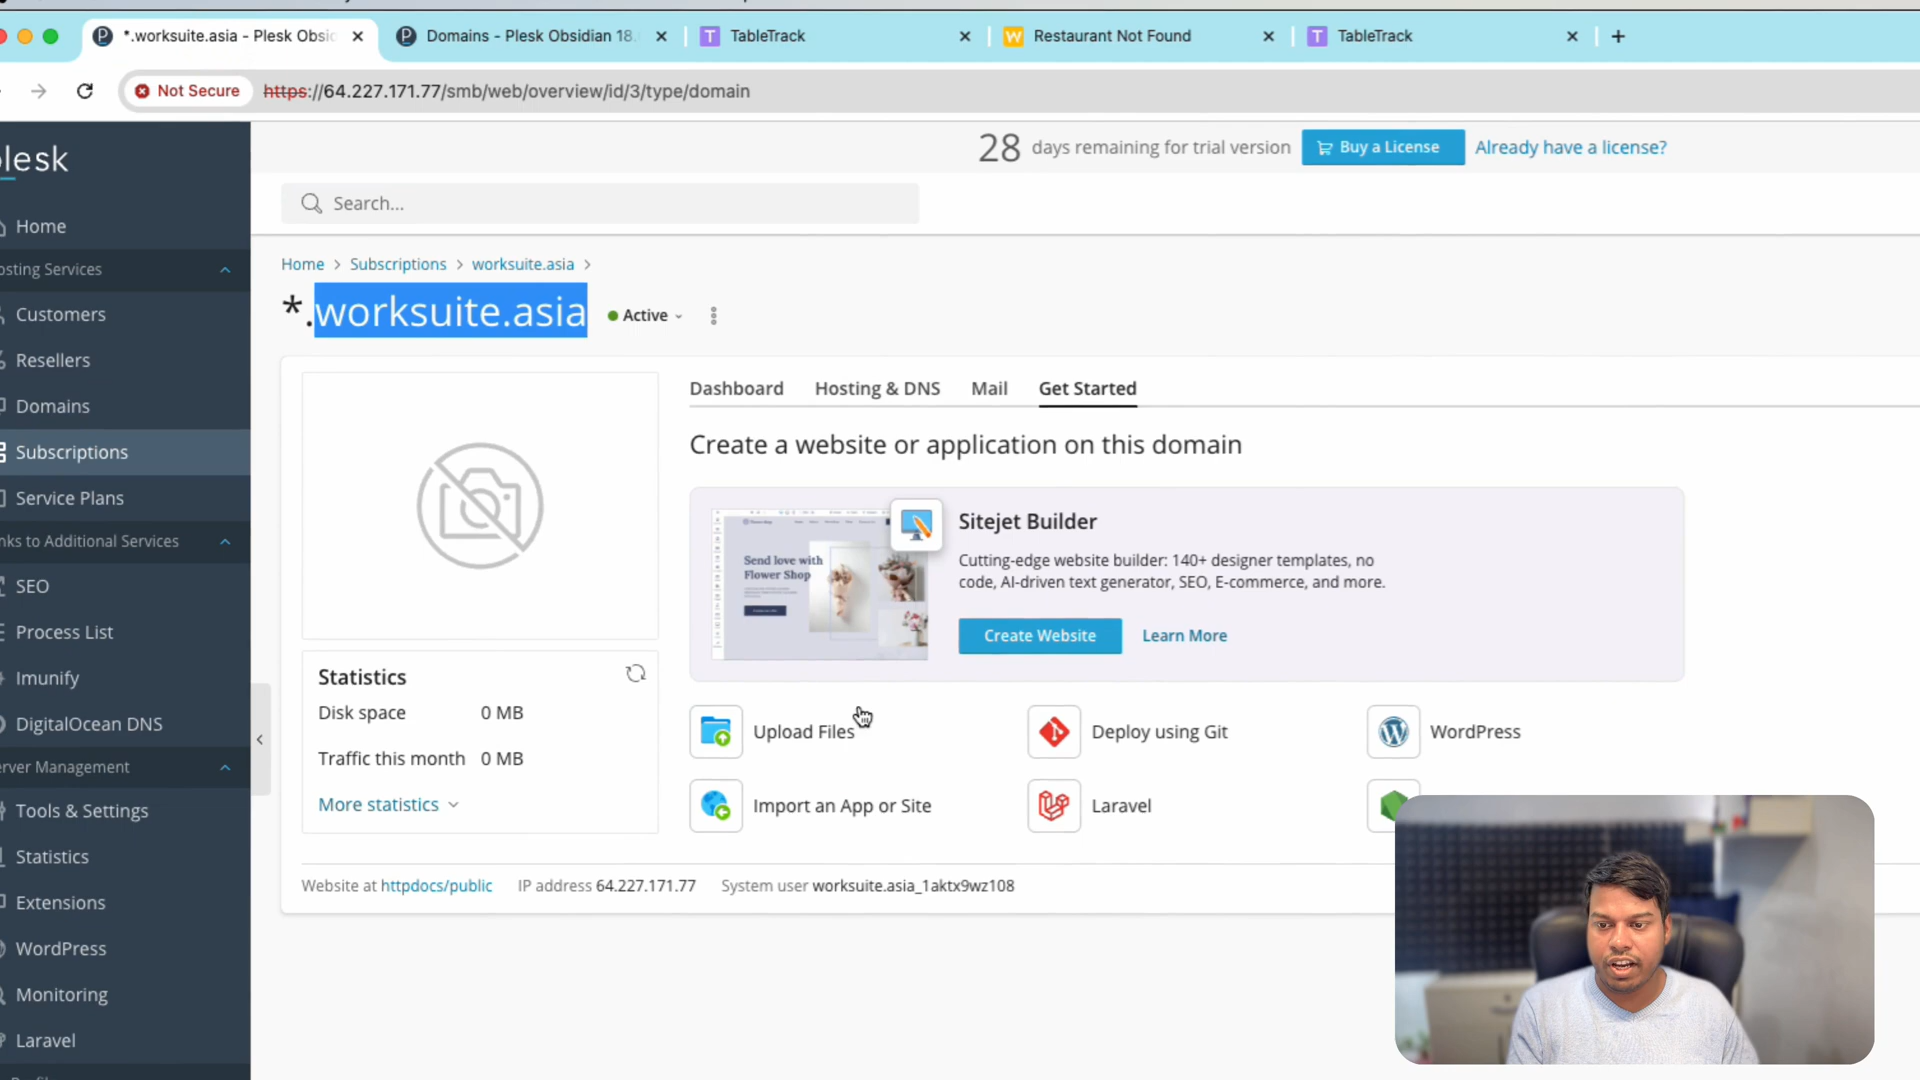 *.worksuite.asia - Plesk Obsic
Domains - Plesk Obsidian 18.
TableTrack
Restaurant Not Found
TableTrack
Not Secure
https://64.227.171.77/smb/web/overview/id/3/type/domain
plesk
28 days remaining for trial version
Buy a License
Already have a license?
Search...
Home
osting Services
Customers
Resellers
Domains
Subscriptions
Service Plans
nks to Additional Services
SEO
Process List
Imunify
DigitalOcean DNS
erver Management
Tools & Settings
Statistics
Extensions
WordPress
Monitoring
Laravel
Home > Subscriptions > worksuite.asia >
*.worksuite.asia
Active
Dashboard
Hosting & DNS
Mail
Get Started
Create a website or application on this domain
Send love with
Flower Shop
Sitejet Builder
Cutting-edge website builder: 140+ designer templates, no
code, AI-driven text generator, SEO, E-commerce, and more.
Create Website
Learn More
Statistics
Disk space 0 MB
Traffic this month 0 MB
More statistics
Upload Files
Deploy using Git
WordPress
Import an App or Site
Laravel
Website at httpdocs/public
IP address 64.227.171.77
System user worksuite.asia_1aktx9wz108